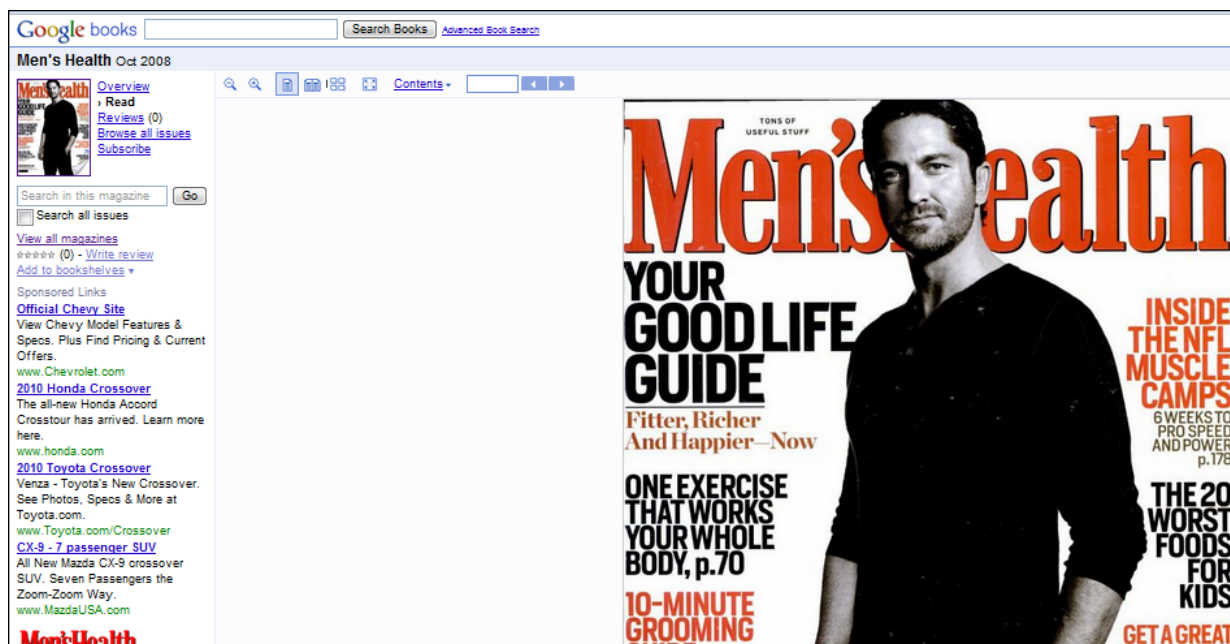 Google books
Search Books
Advanced Book Search
Men's Health Oct 2008
Overview
› Read
Reviews (0)
Browse all issues
Subscribe
Contents
Search in this magazine
Go
Search all issues
View all magazines
(0) - Write review
Add to bookshelves
Sponsored Links
Official Chevy Site
View Chevy Model Features &
Specs. Plus Find Pricing & Current
Offers.
www.Chevrolet.com
2010 Honda Crossover
The all-new Honda Accord
Crosstour has arrived. Learn more
here.
www.honda.com
2010 Toyota Crossover
Venza - Toyota's New Crossover.
See Photos, Specs & More at
Toyota.com.
www.Toyota.com/Crossover
CX-9 - 7 passenger SUV
All New Mazda CX-9 crossover
SUV. Seven Passengers the
Zoom-Zoom Way.
www.MazdaUSA.com
Men'sHealth
TONS OF
USEFUL STUFF
Men's Health
YOUR
GOOD LIFE
GUIDE
Fitter, Richer
And Happier—Now
ONE EXERCISE
THAT WORKS
YOUR WHOLE
BODY, p.70
10-MINUTE
GROOMING
INSIDE
THE NFL
MUSCLE
CAMPS
6 WEEKS TO
PRO SPEED
AND POWER
p.178
THE 20
WORST
FOODS
FOR
KIDS
GET A GREAT